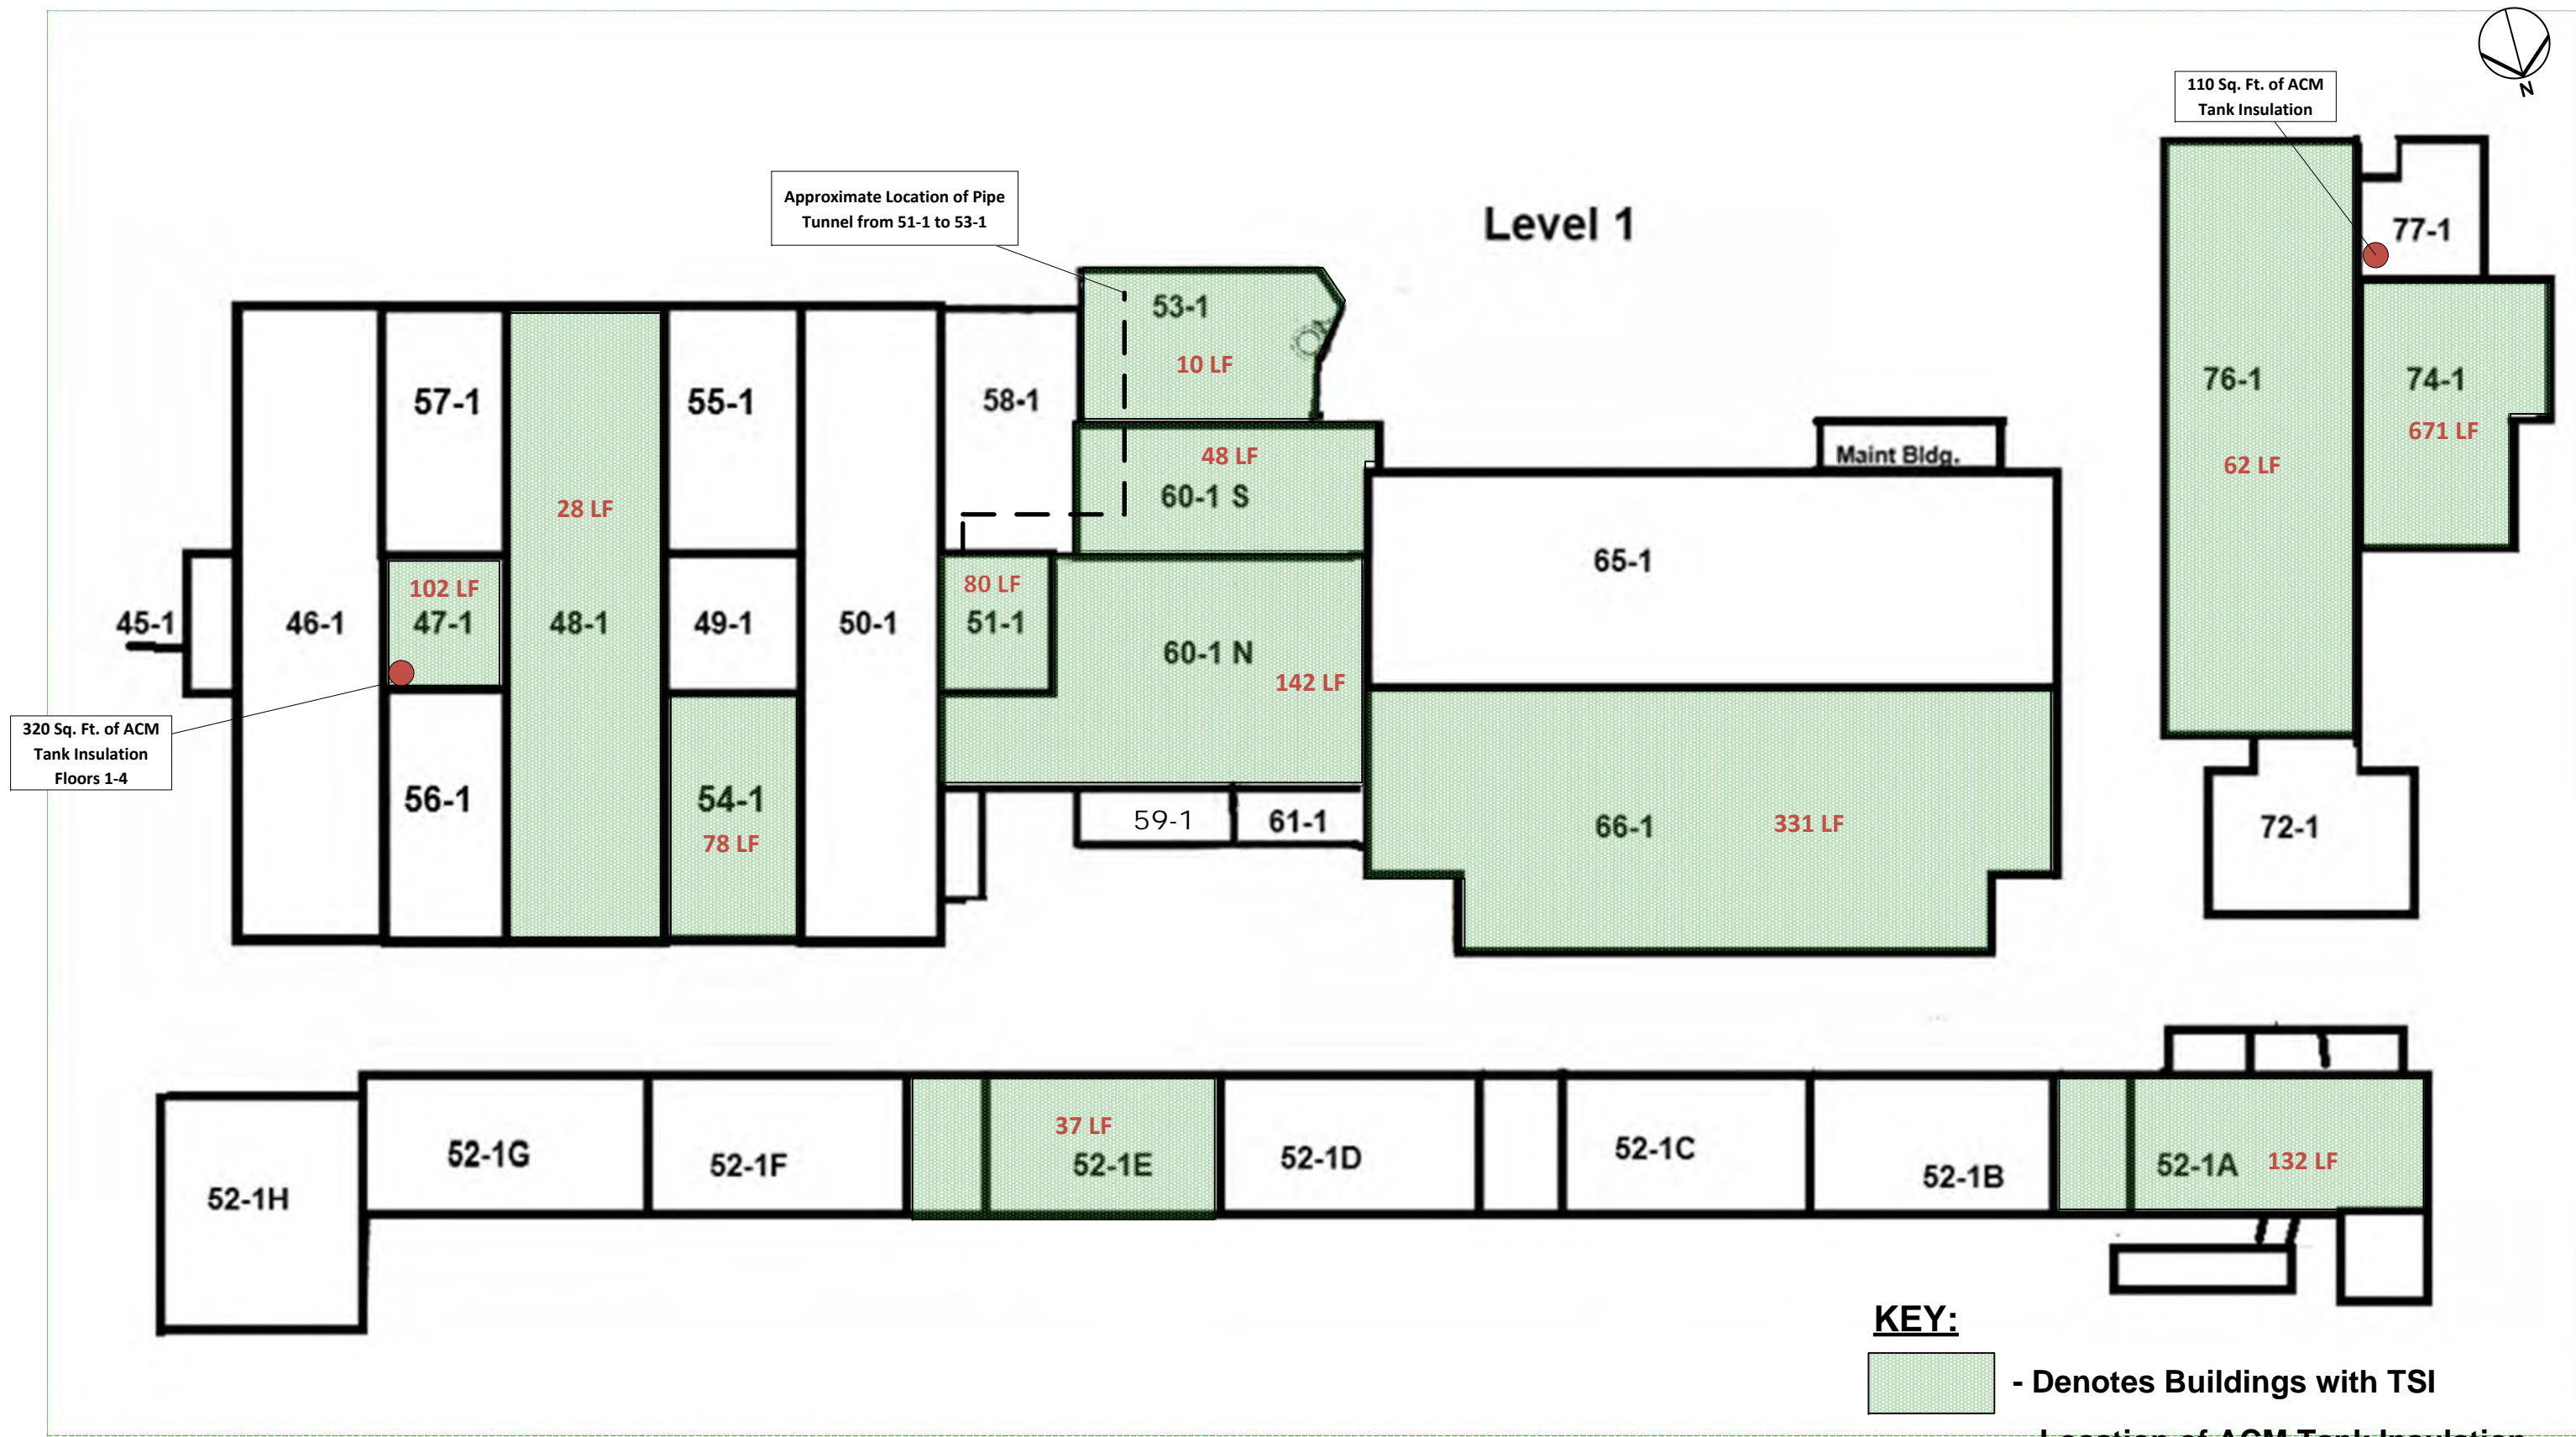 N
110 Sq. Ft. of ACM
Tank Insulation
Approximate Location of Pipe
Tunnel from 51-1 to 53-1
Level 1
77-1
53-1
10 LF
57-1
55-1
58-1
76-1
74-1
671 LF
62 LF
48 LF
60-1 S
Maint Bldg.
28 LF
65-1
102 LF
80 LF
45-1
46-1
47-1
48-1
49-1
50-1
51-1
60-1 N
142 LF
320 Sq. Ft. of ACM
Tank Insulation
Floors 1-4
56-1
54-1
78 LF
59-1
61-1
66-1
331 LF
72-1
37 LF
52-1H
52-1G
52-1F
52-1E
52-1D
52-1C
52-1B
52-1A
132 LF
KEY:
- Denotes Buildings with TSI
Location of ACM Tank Insulation